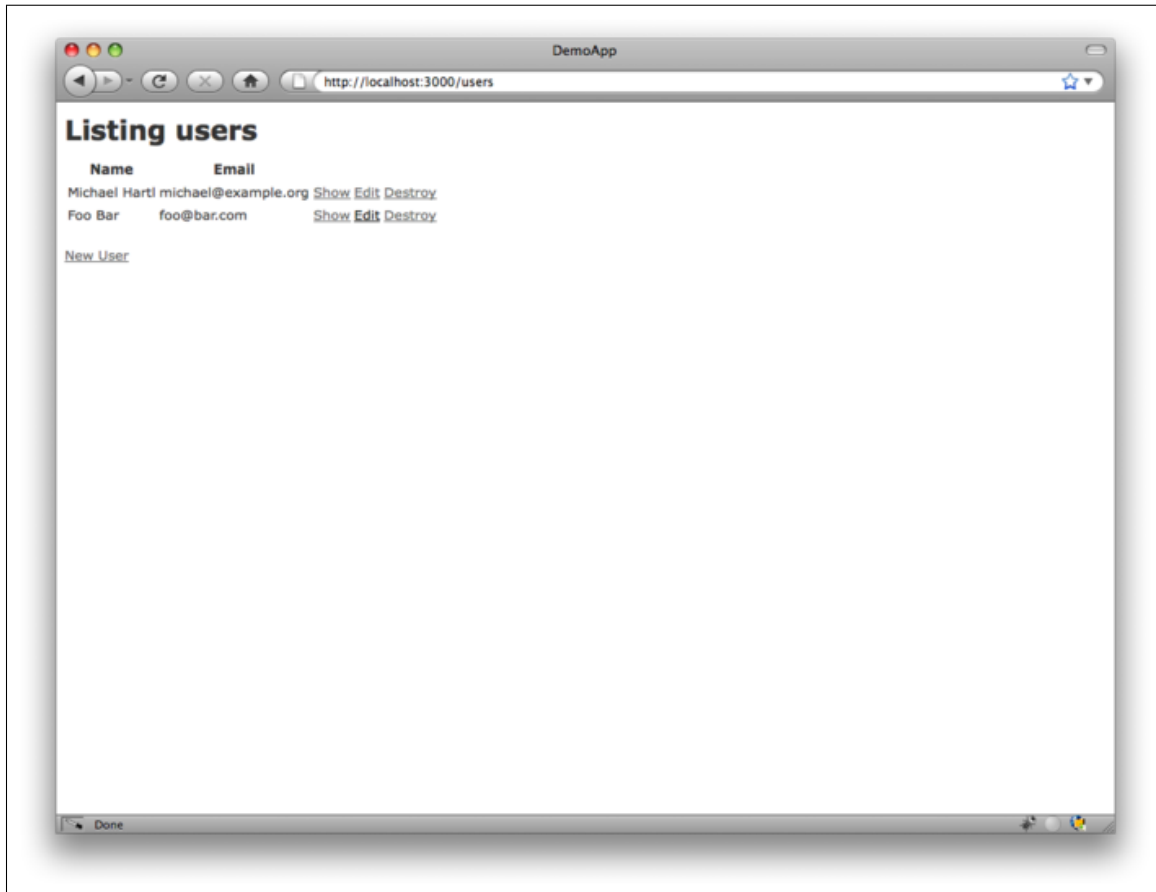 DemoApp
http://localhost:3000/users
Listing users
Name Email
Michael Hartl michael@example.org Show Edit Destroy
Foo Bar foo@bar.com Show Edit Destroy
New User
Done